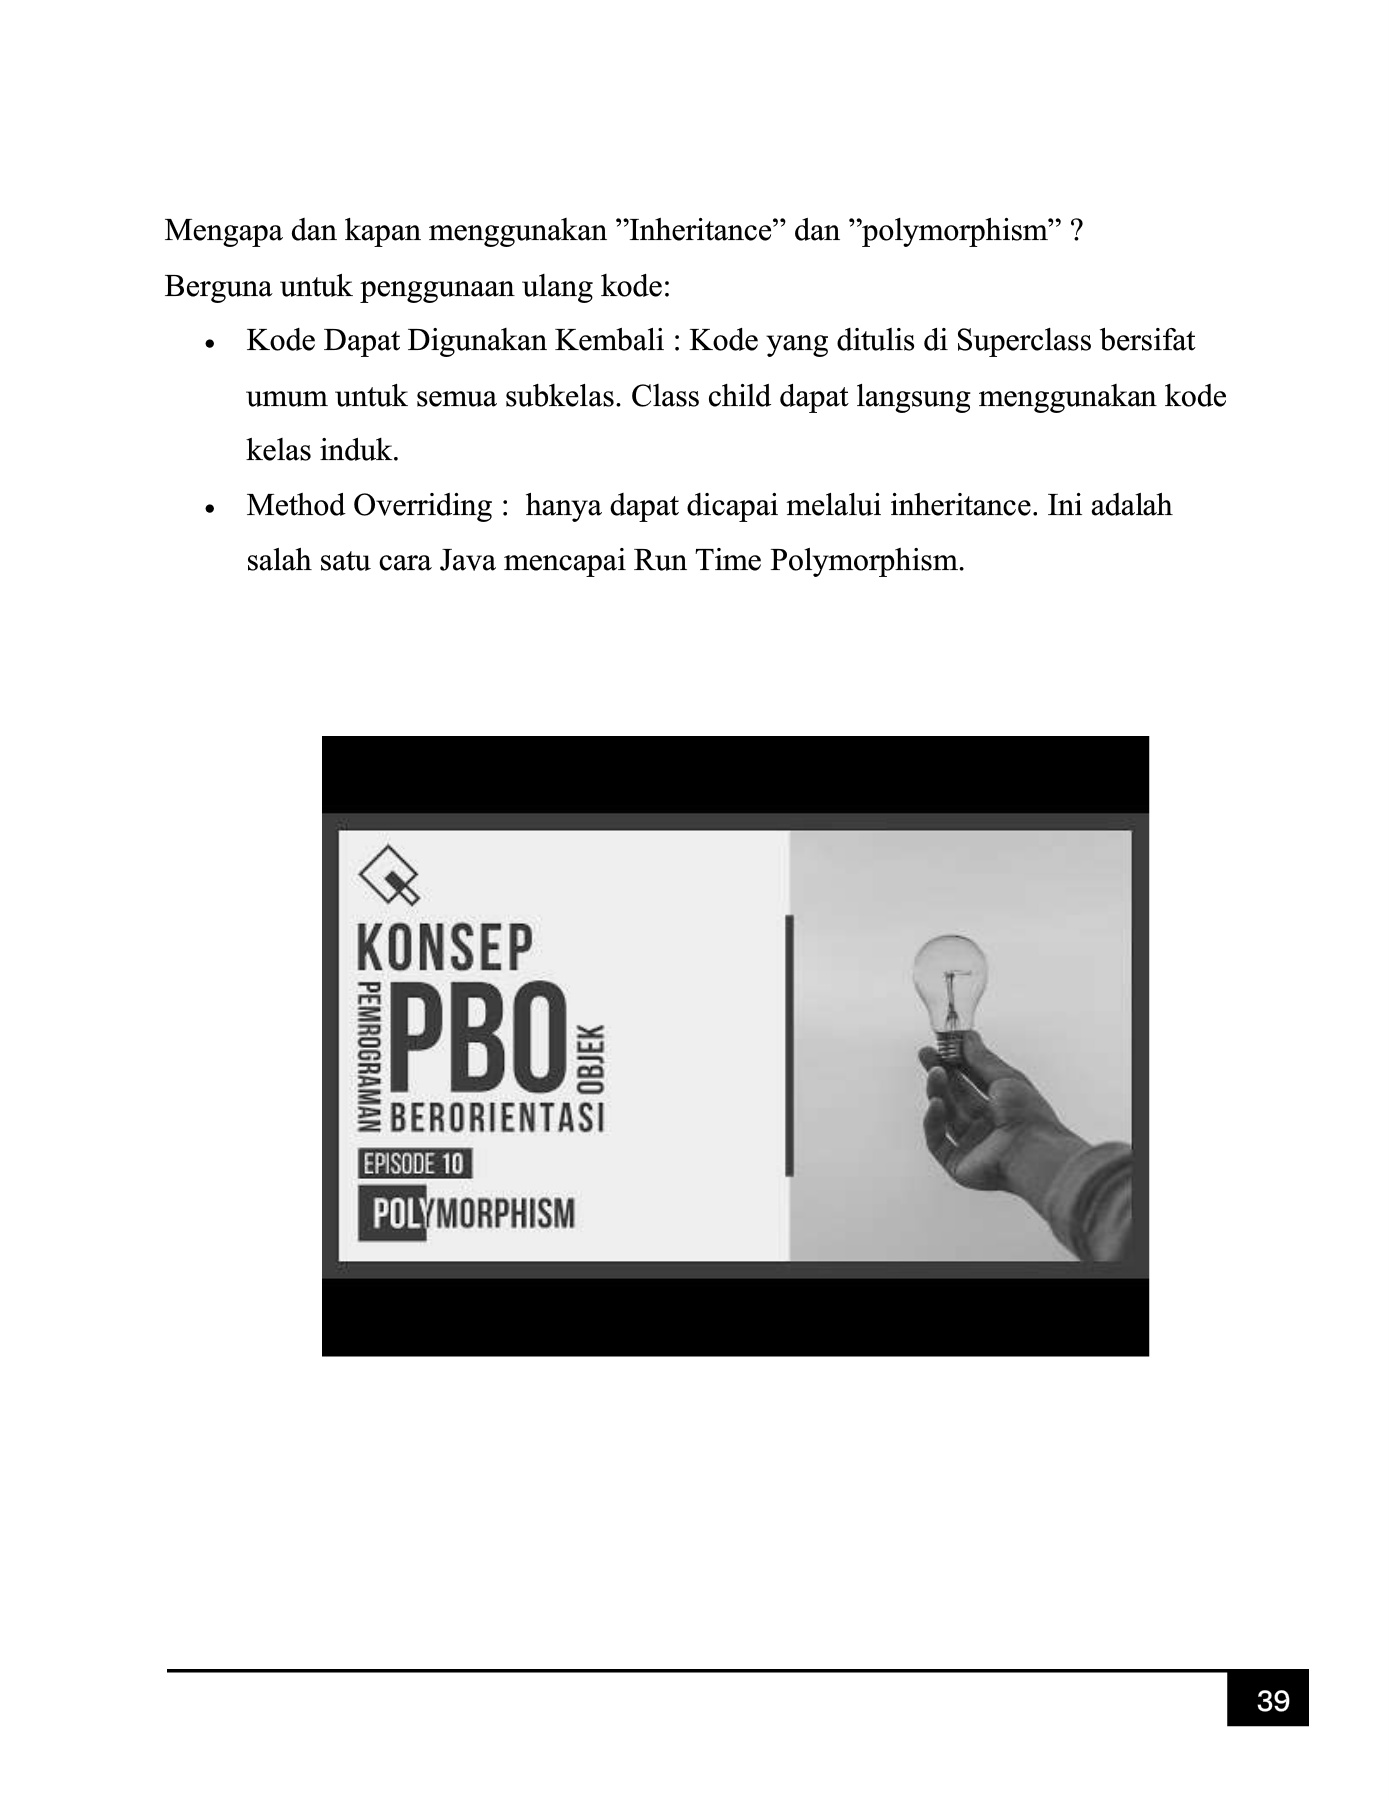 Mengapa dan kapan menggunakan ”Inheritance” dan ”polymorphism” ?
Berguna untuk penggunaan ulang kode:
• Kode Dapat Digunakan Kembali : Kode yang ditulis di Superclass bersifat
umum untuk semua subkelas. Class child dapat langsung menggunakan kode
kelas induk.
• Method Overriding :  hanya dapat dicapai melalui inheritance. Ini adalah
salah satu cara Java mencapai Run Time Polymorphism.
KONSEP
PEMROGRAMAN
PBO
OBJEK
BERORIENTASI
EPISODE 10
POLYMORPHISM
39